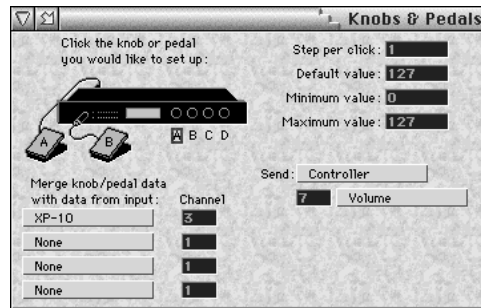 Knobs & Pedals
Click the knob or pedal
you would like to set up:
A
B
A B C D
Step per click: 1
Default value: 127
Minimum value: 0
Maximum value: 127
Merge knob/pedal data
with data from input: Channel
XP-10 3
None 1
None 1
None 1
Send: Controller
7 Volume